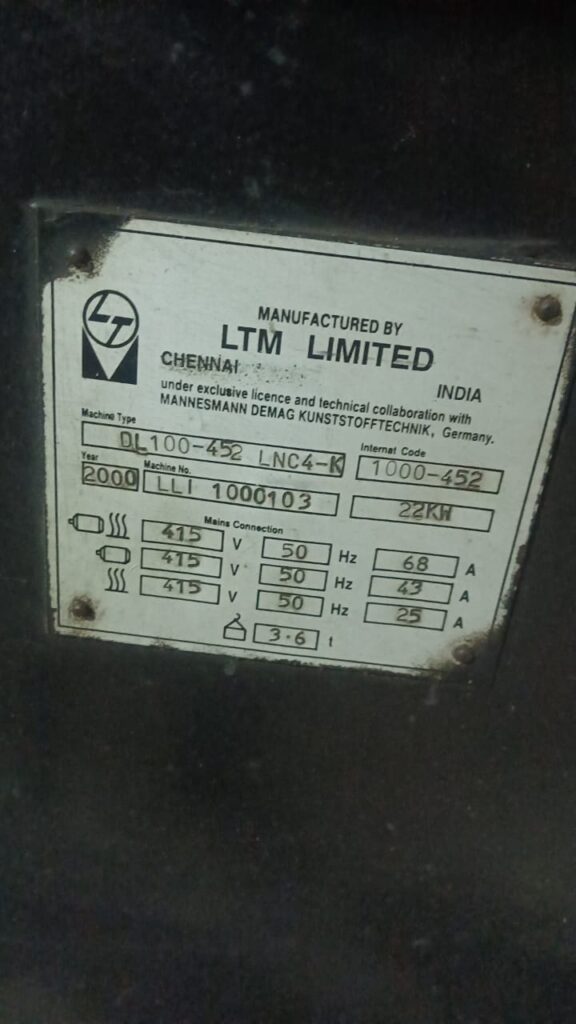 LT
MANUFACTURED BY
LTM LIMITED
CHENNAI
INDIA
under exclusive licence and technical collaboration with
MANNESMANN DEMAG KUNSTSTOFFTECHNIK, Germany.
Machine Type
DL100-452 LNC4-K
Internal Code
1000-452
Year
2000
Machine No.
LLI 1000103
22KW
Mains Connection
415 V 50 Hz 68 A
415 V 50 Hz 43 A
415 V 50 Hz 25 A
3.6 t